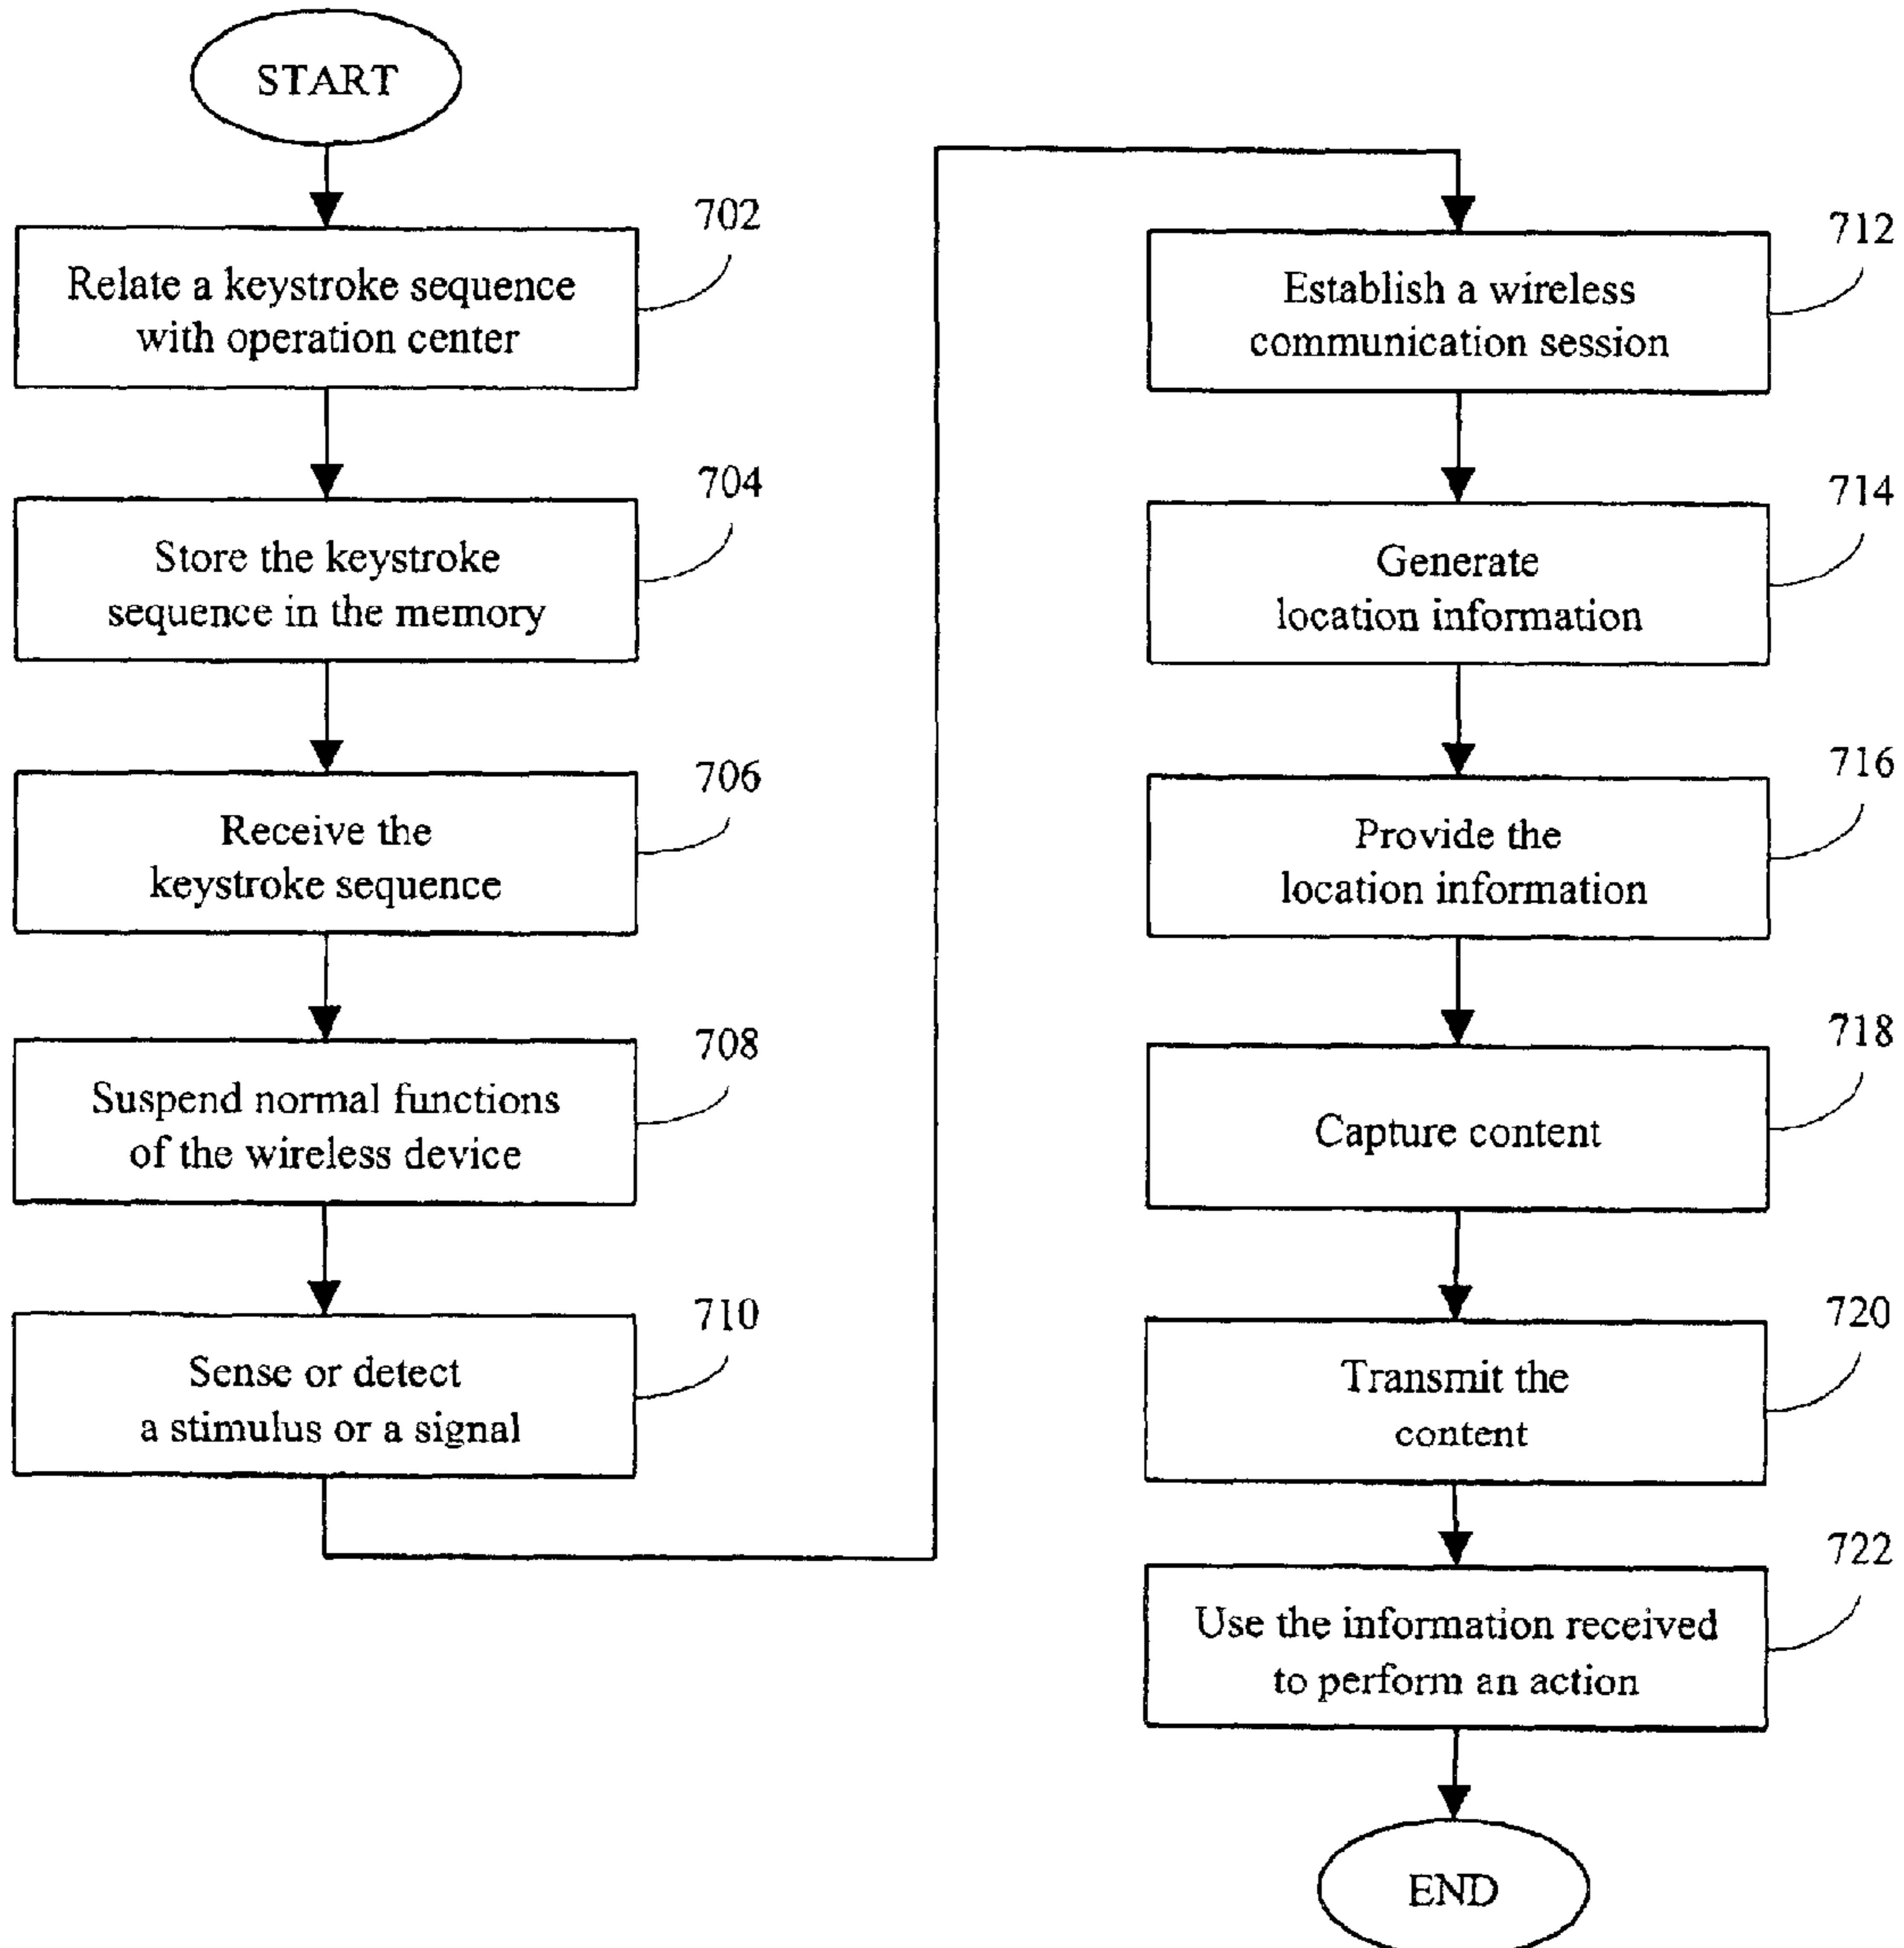 START
702
Relate a keystroke sequence
with operation center
704
Store the keystroke
sequence in the memory
706
Receive the
keystroke sequence
708
Suspend normal functions
of the wireless device
710
Sense or detect
a stimulus or a signal
712
Establish a wireless
communication session
714
Generate
location information
716
Provide the
location information
718
Capture content
720
Transmit the
content
722
Use the information received
to perform an action
END